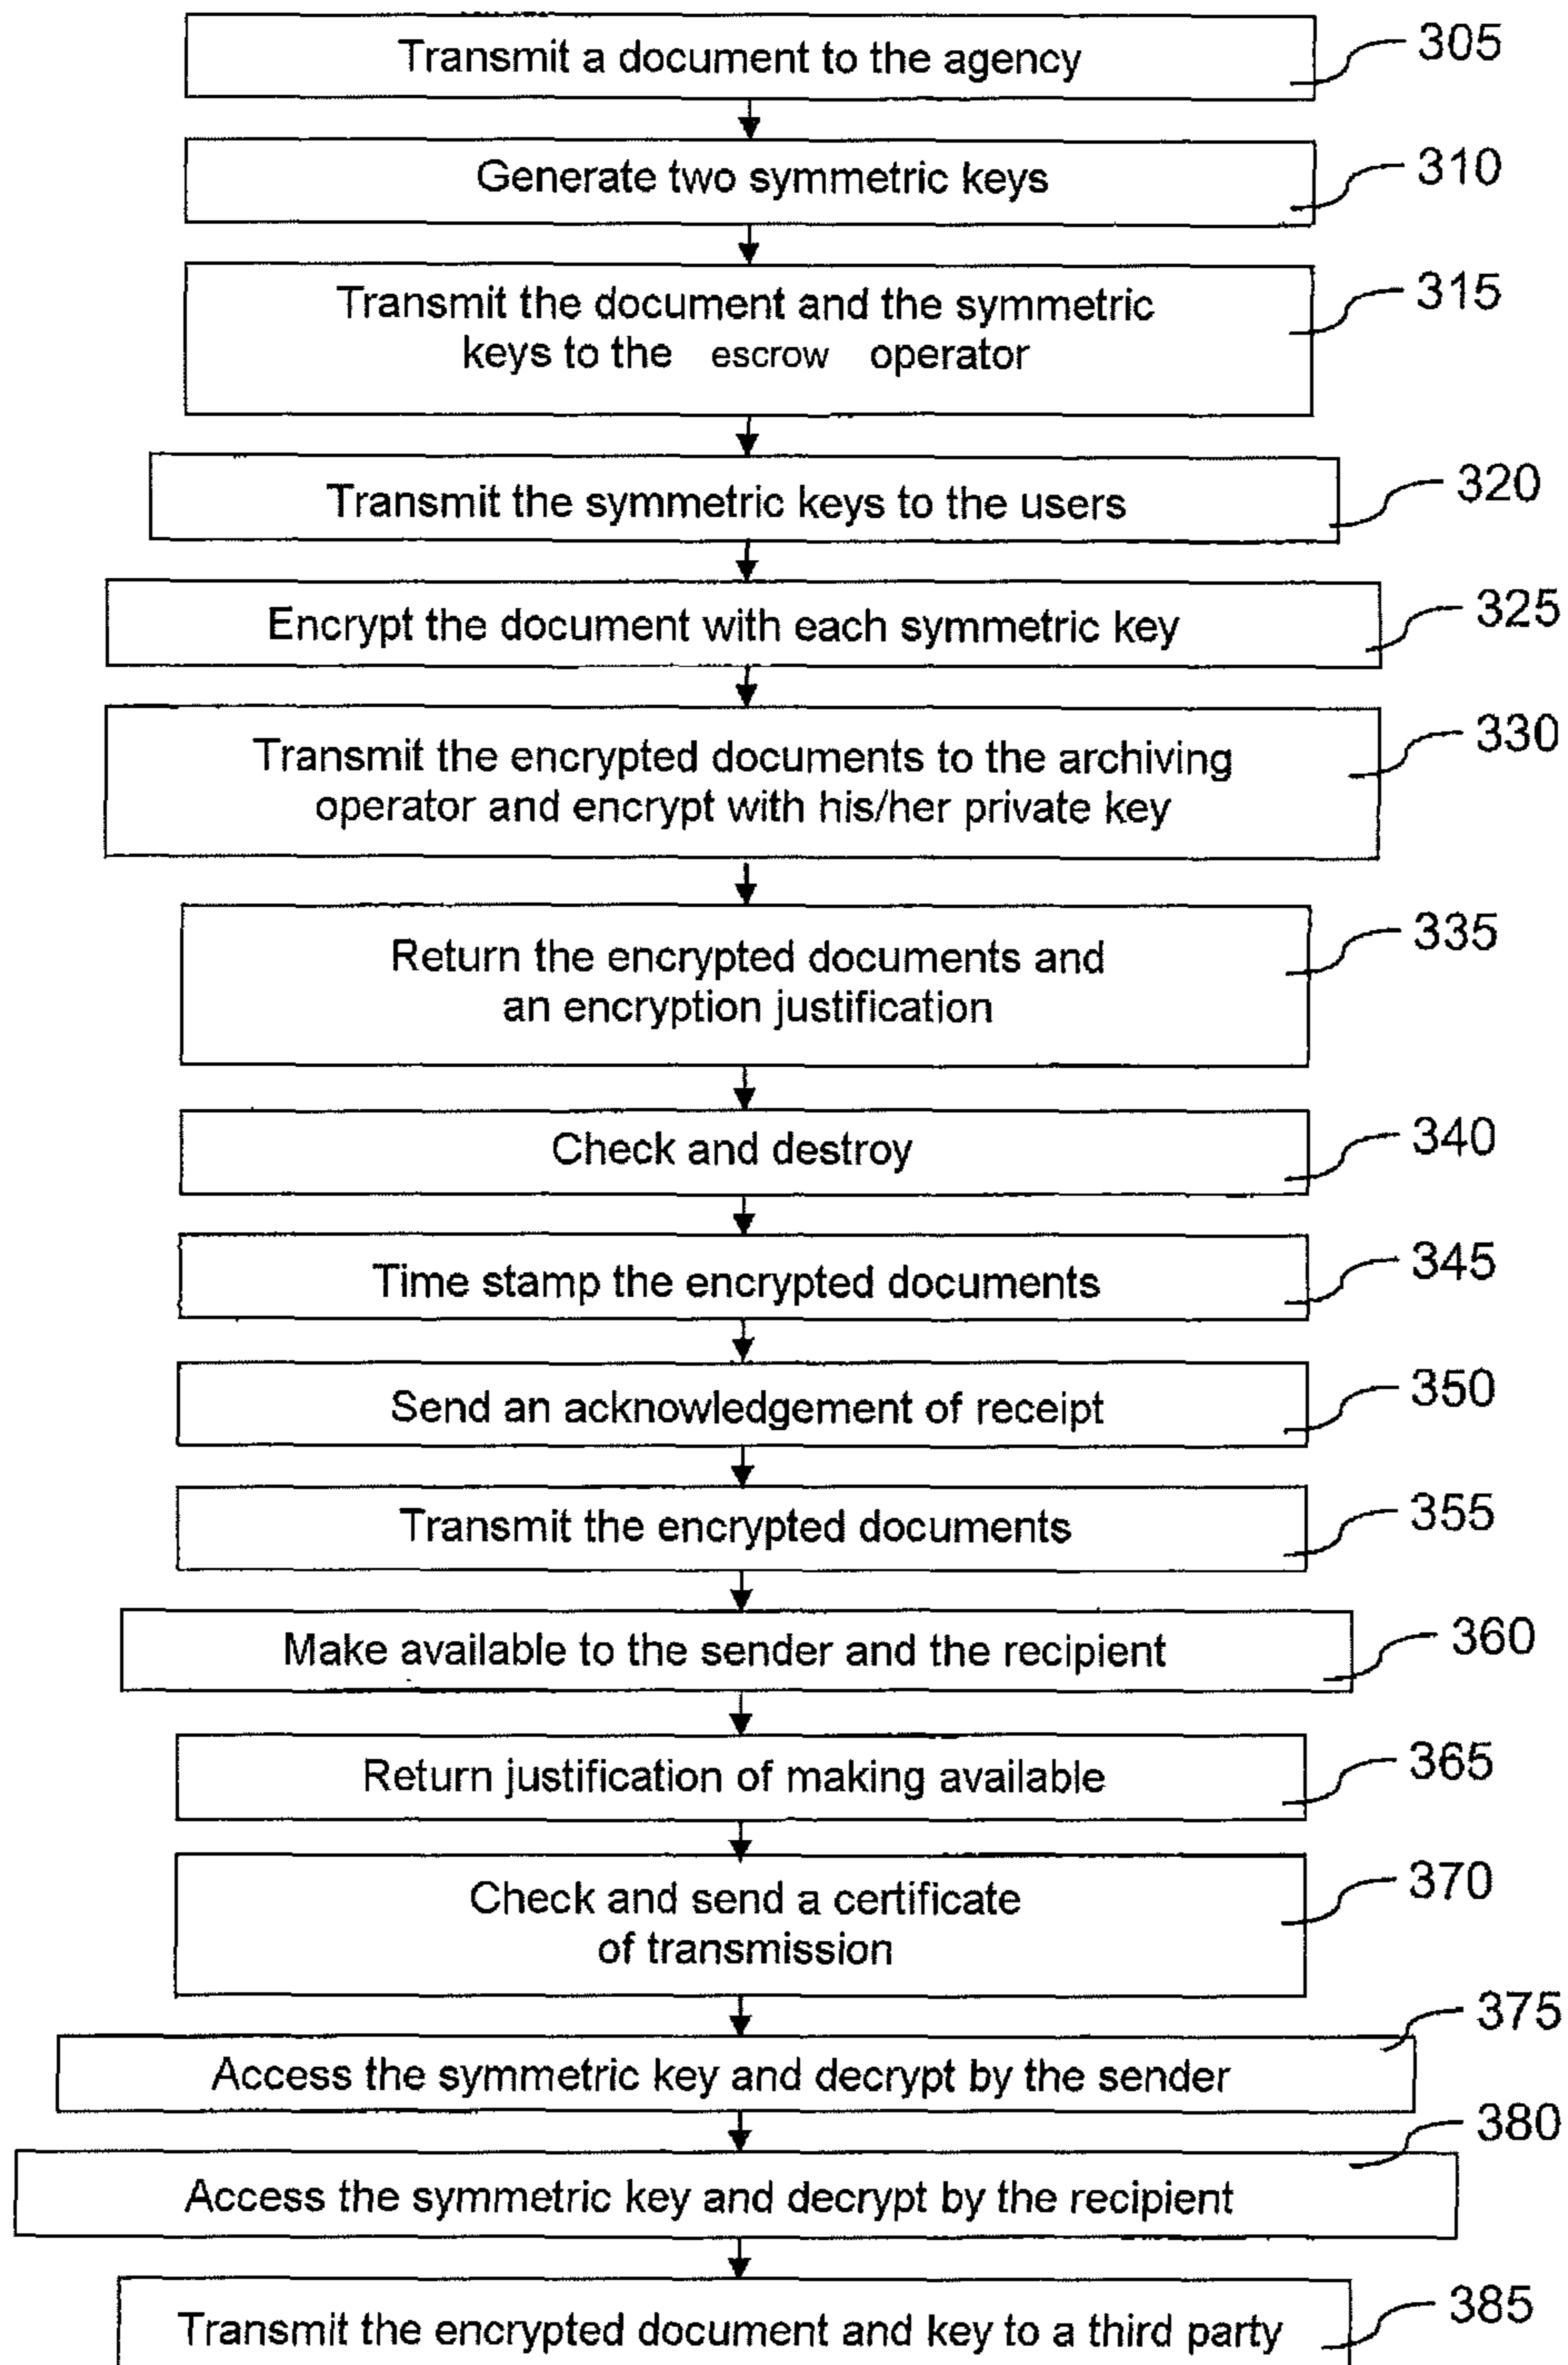 Transmit a document to the agency
305
Generate two symmetric keys
310
Transmit the document and the symmetric
keys to the escrow operator
315
Transmit the symmetric keys to the users
320
Encrypt the document with each symmetric key
325
Transmit the encrypted documents to the archiving
operator and encrypt with his/her private key
330
Return the encrypted documents and
an encryption justification
335
Check and destroy
340
Time stamp the encrypted documents
345
Send an acknowledgement of receipt
350
Transmit the encrypted documents
355
Make available to the sender and the recipient
360
Return justification of making available
365
Check and send a certificate
of transmission
370
Access the symmetric key and decrypt by the sender
375
Access the symmetric key and decrypt by the recipient
380
Transmit the encrypted document and key to a third party
385